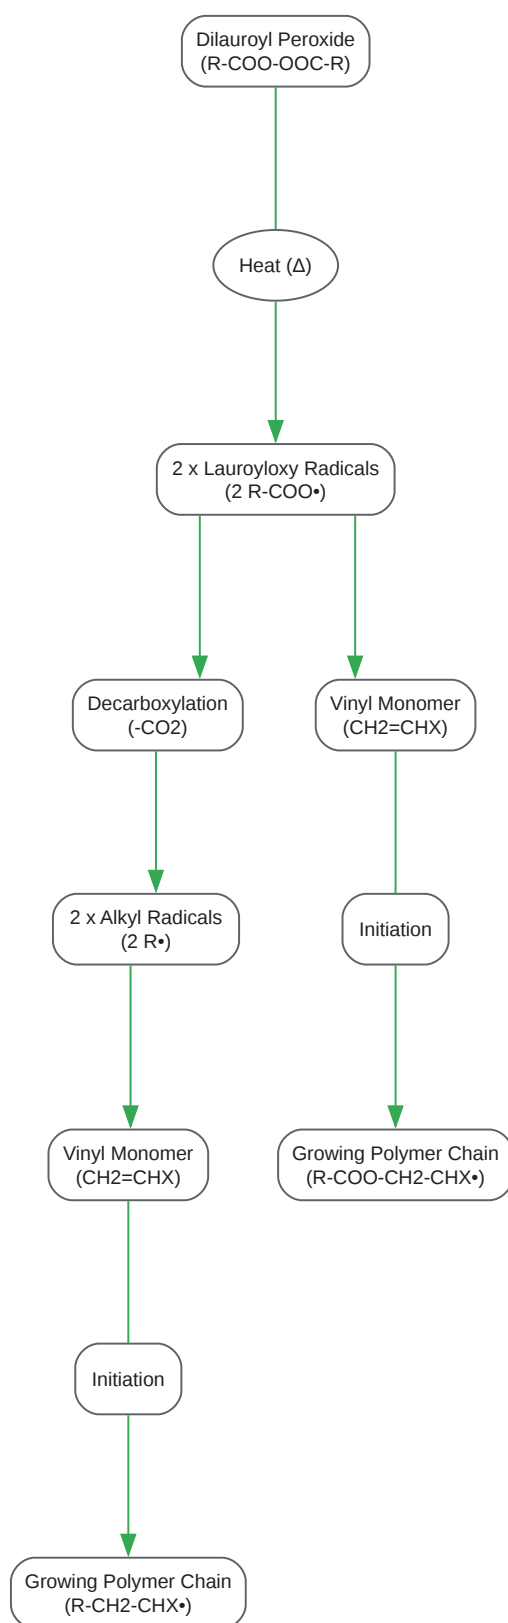 Dilauroyl Peroxide
(R-COO-OOC-R)
Heat (Δ)
2 x Lauroyloxy Radicals
(2 R-COO•)
Decarboxylation
(-CO2)
Vinyl Monomer
(CH2=CHX)
2 x Alkyl Radicals
(2 R•)
Initiation
Vinyl Monomer
(CH2=CHX)
Growing Polymer Chain
(R-COO-CH2-CHX•)
Initiation
Growing Polymer Chain
(R-CH2-CHX•)